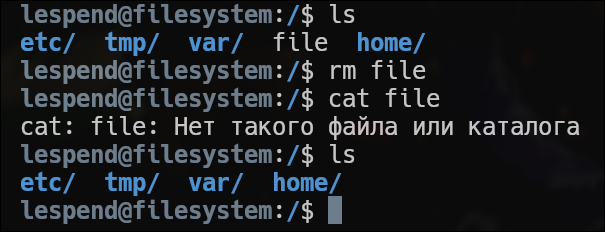 lespend@filesystem:/$ ls
etc/  tmp/  var/  file  home/
lespend@filesystem:/$ rm file
lespend@filesystem:/$ cat file
cat: file: Нет такого файла или каталога
lespend@filesystem:/$ ls
etc/  tmp/  var/  home/
lespend@filesystem:/$